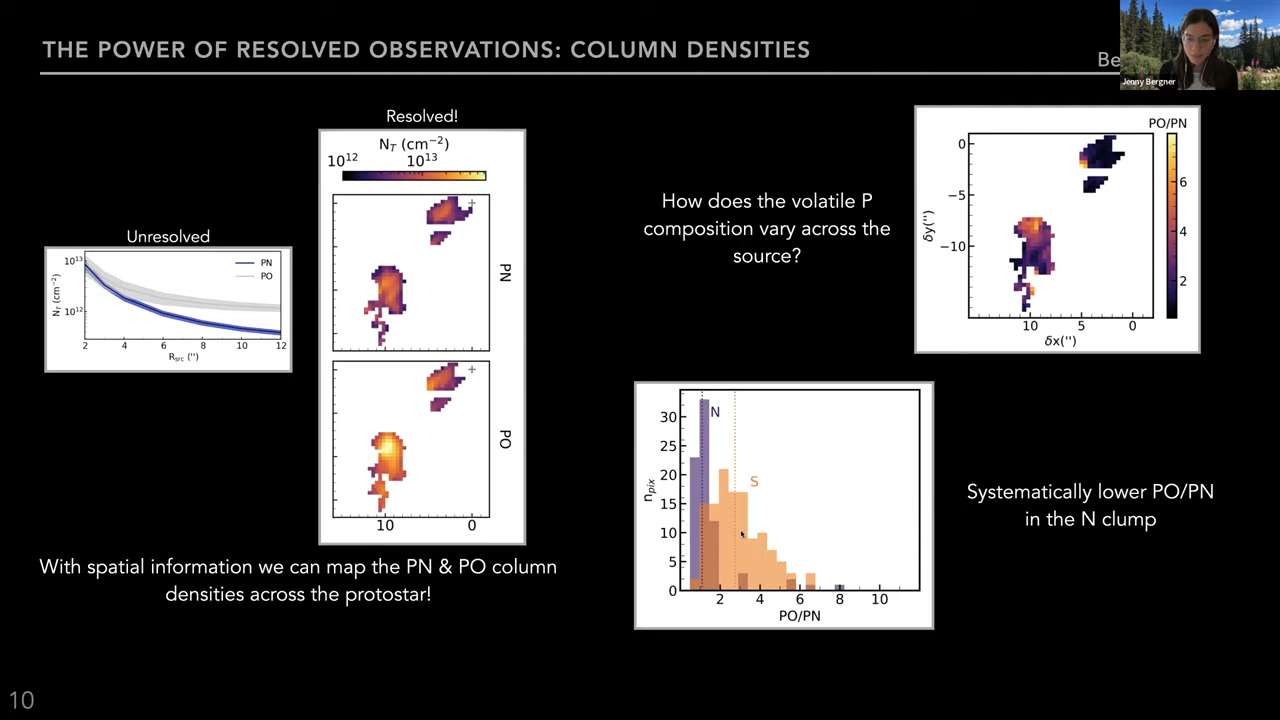 THE POWER OF RESOLVED OBSERVATIONS: COLUMN DENSITIES
Be
Jenny Bergner
Unresolved
10¹³
10¹²
N_T (cm⁻²)
PN
PO
2 4 6 8 10 12
R_src ('')
Resolved!
N_T (cm⁻²)
10¹² 10¹³
PN
PO
10 0
With spatial information we can map the PN & PO column
densities across the protostar!
How does the volatile P
composition vary across the
source?
PO/PN
0
−5
−10
δy('')
10 5 0
δx('')
6
4
2
N
S
30
25
20
15
10
5
0
n_pix
2 4 6 8 10
PO/PN
Systematically lower PO/PN
in the N clump
10